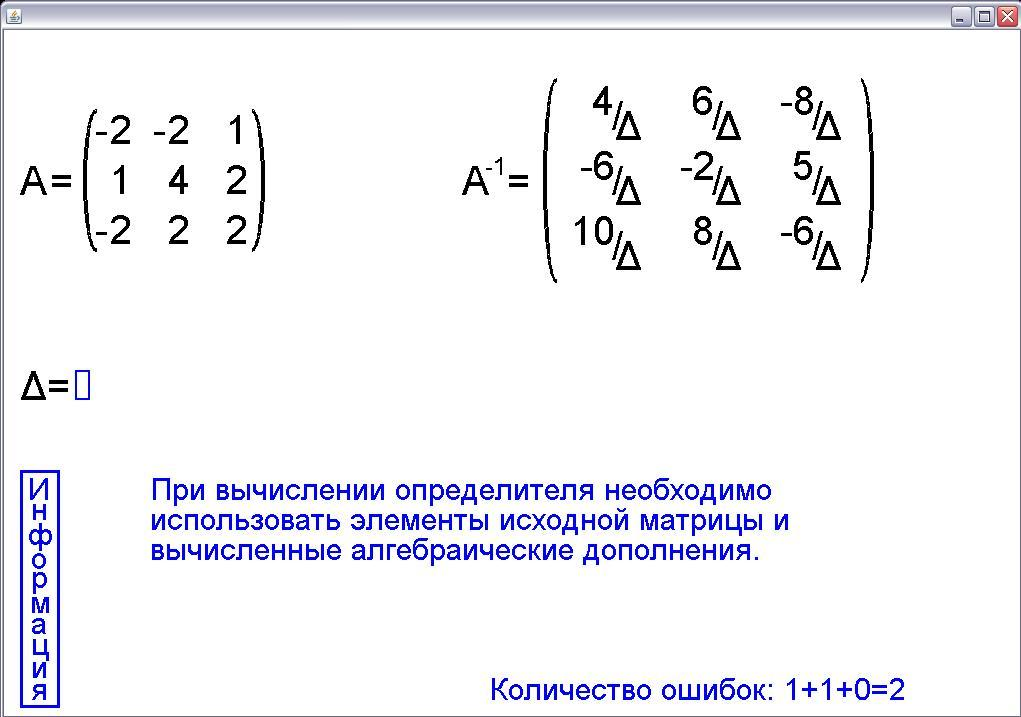 A= -2 -2 1
1 4 2
-2 2 2
A-1= 4/Δ 6/Δ -8/Δ
-6/Δ -2/Δ 5/Δ
10/Δ 8/Δ -6/Δ
Δ=
Информация
При вычислении определителя необходимо
использовать элементы исходной матрицы и
вычисленные алгебраические дополнения.
Количество ошибок: 1+1+0=2